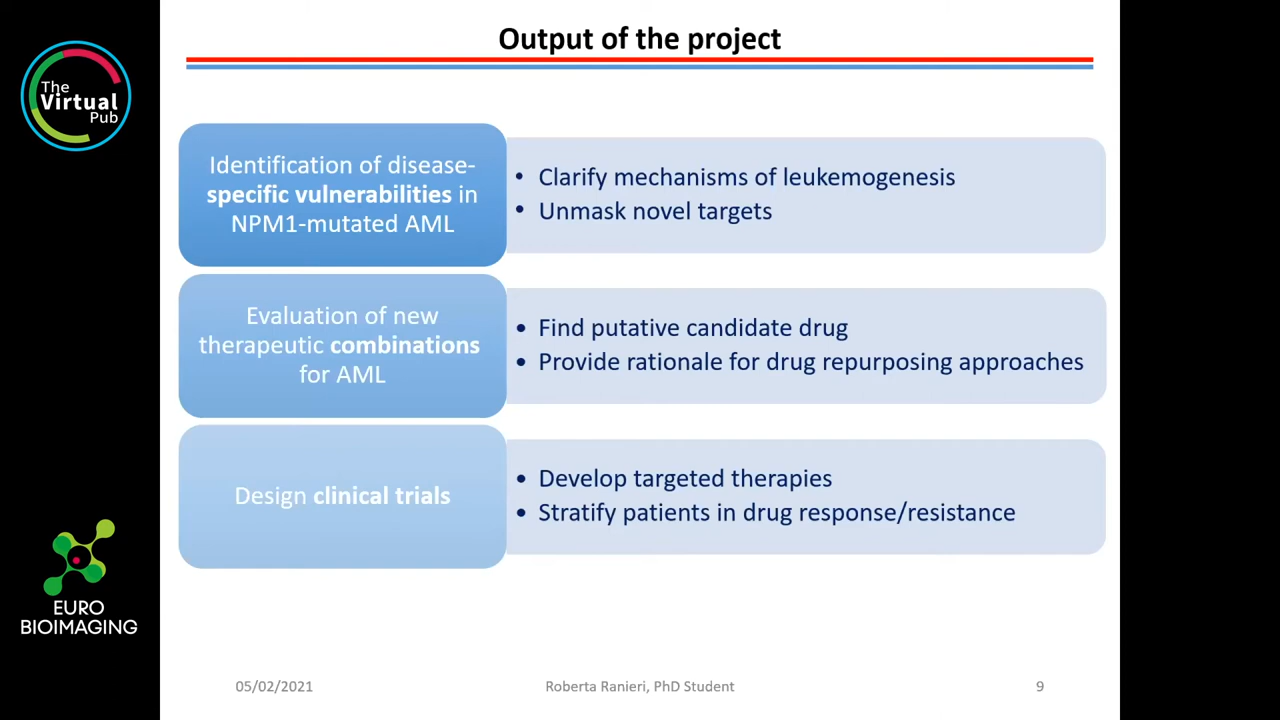 Output of the project
The
Virtual
Pub
Identification of disease-
specific vulnerabilities in
NPM1-mutated AML
• Clarify mechanisms of leukemogenesis
• Unmask novel targets
Evaluation of new
therapeutic combinations
for AML
• Find putative candidate drug
• Provide rationale for drug repurposing approaches
Design clinical trials
• Develop targeted therapies
• Stratify patients in drug response/resistance
EURO
BIOIMAGING
05/02/2021
Roberta Ranieri, PhD Student
9